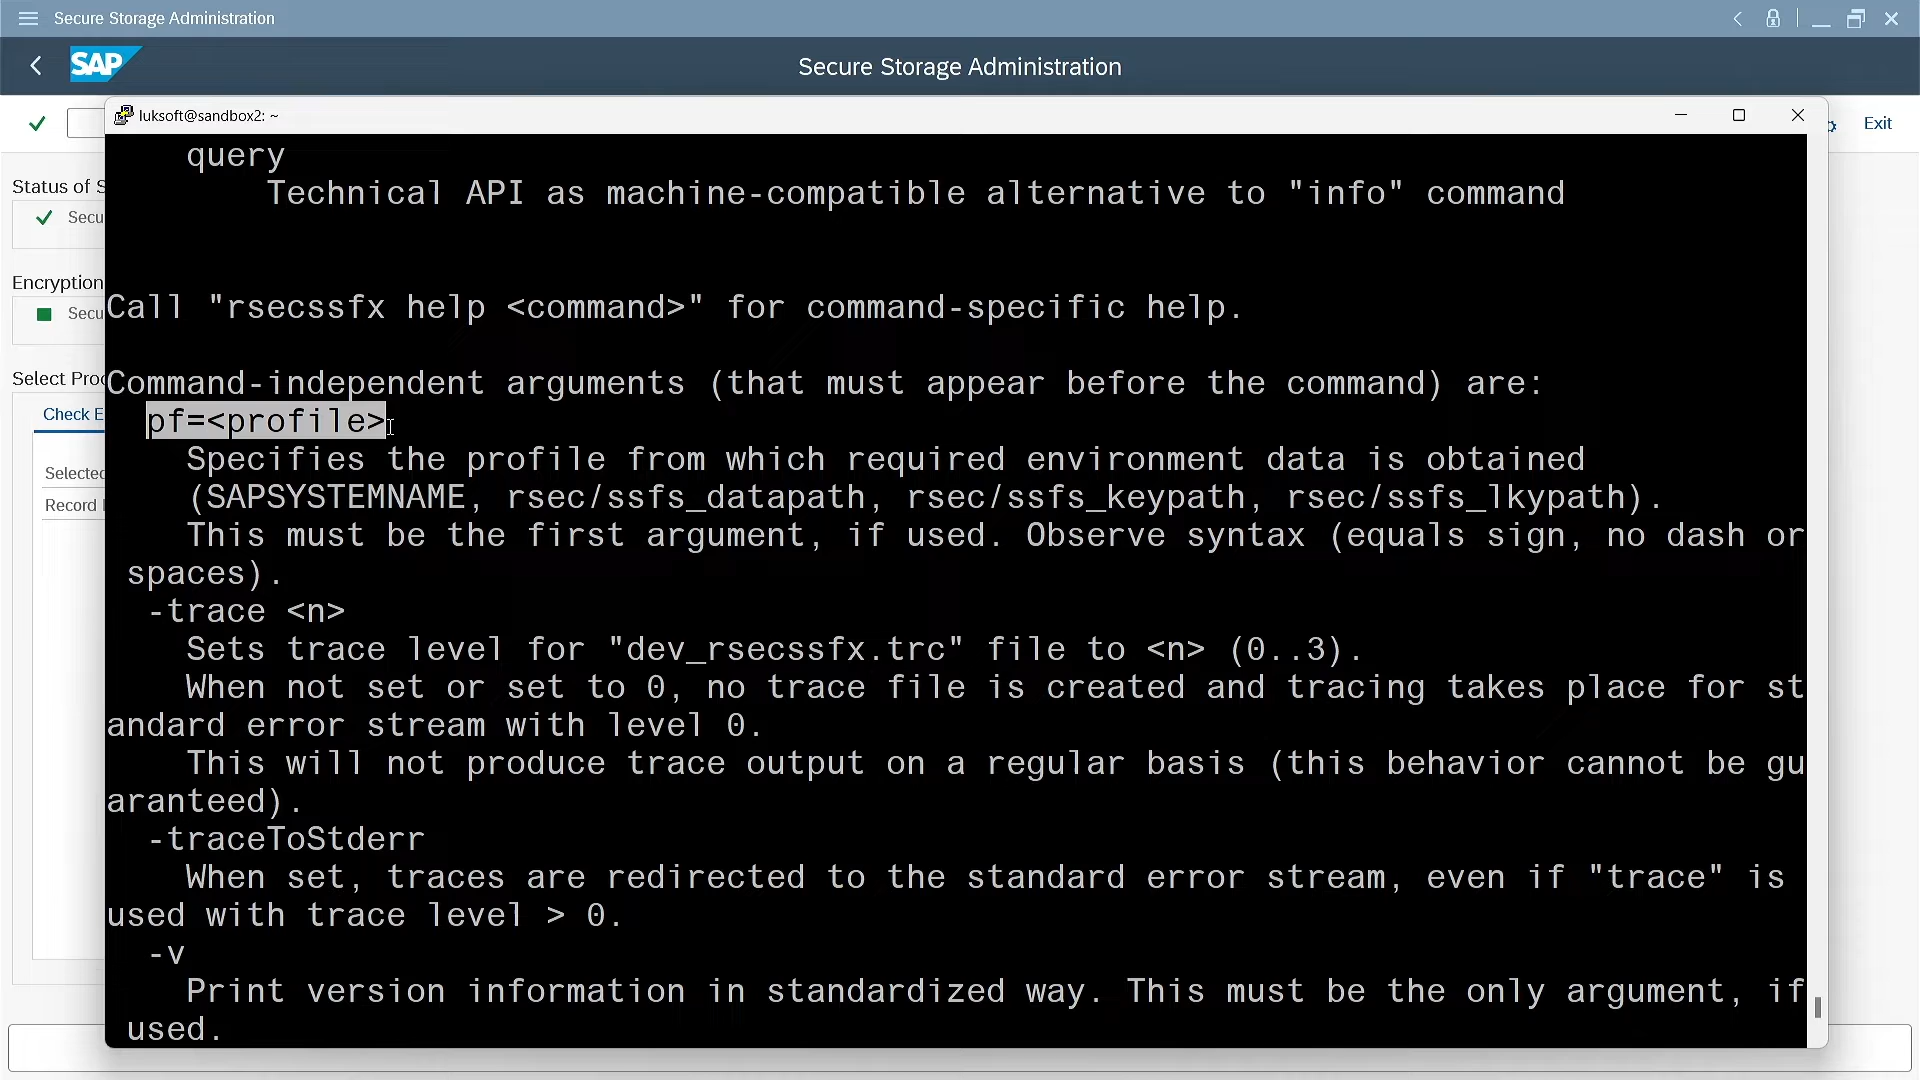 Secure Storage Administration
SAP
Secure Storage Administration
luksoft@sandbox2: ~
Exit
Status of S
Secu
Encryption
Secu
Select Proc
Check E
Selected
Record
query
Technical API as machine-compatible alternative to "info" command
Call "rsecssfx help <command>" for command-specific help.
Command-independent arguments (that must appear before the command) are:
pf=<profile>
Specifies the profile from which required environment data is obtained
(SAPSYSTEMNAME, rsec/ssfs_datapath, rsec/ssfs_keypath, rsec/ssfs_lkypath).
This must be the first argument, if used. Observe syntax (equals sign, no dash or
spaces).
-trace <n>
Sets trace level for "dev_rsecssfx.trc" file to <n> (0..3).
When not set or set to 0, no trace file is created and tracing takes place for st
andard error stream with level 0.
This will not produce trace output on a regular basis (this behavior cannot be gu
aranteed).
-traceToStderr
When set, traces are redirected to the standard error stream, even if "trace" is
used with trace level > 0.
-v
Print version information in standardized way. This must be the only argument, if
used.